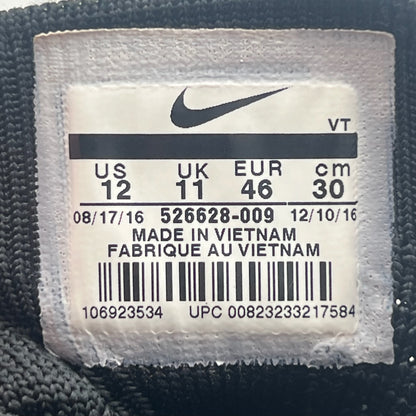 VT
US UK EUR cm
12 11 46 30
08/17/16 526628-009 12/10/16
MADE IN VIETNAM
FABRIQUE AU VIETNAM
106923534 UPC 00823233217584